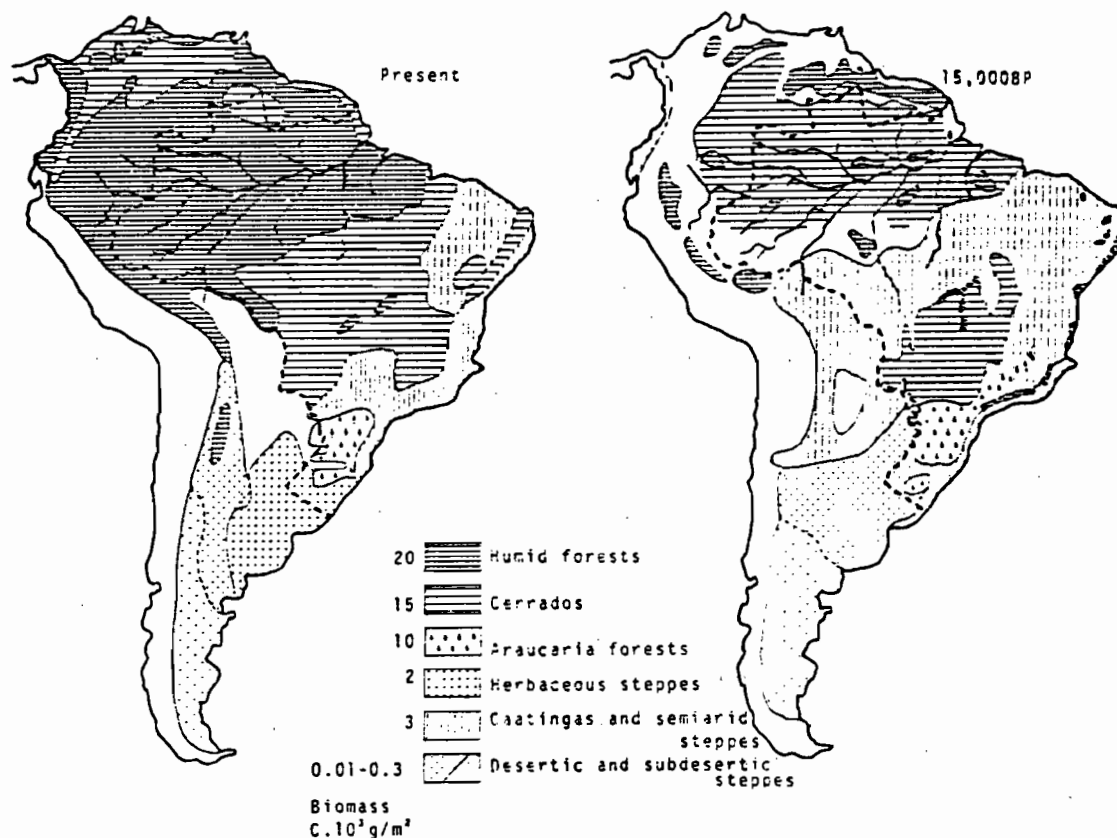 Present
15,0008P
20 Humid forests
15 Cerrados
10 Araucaria forests
2 Herbaceous steppes
3 Caatingas and semiarid
steppes
0.01-0.3 Desertic and subdesertic
steppes
Biomass
C.10³g/m²